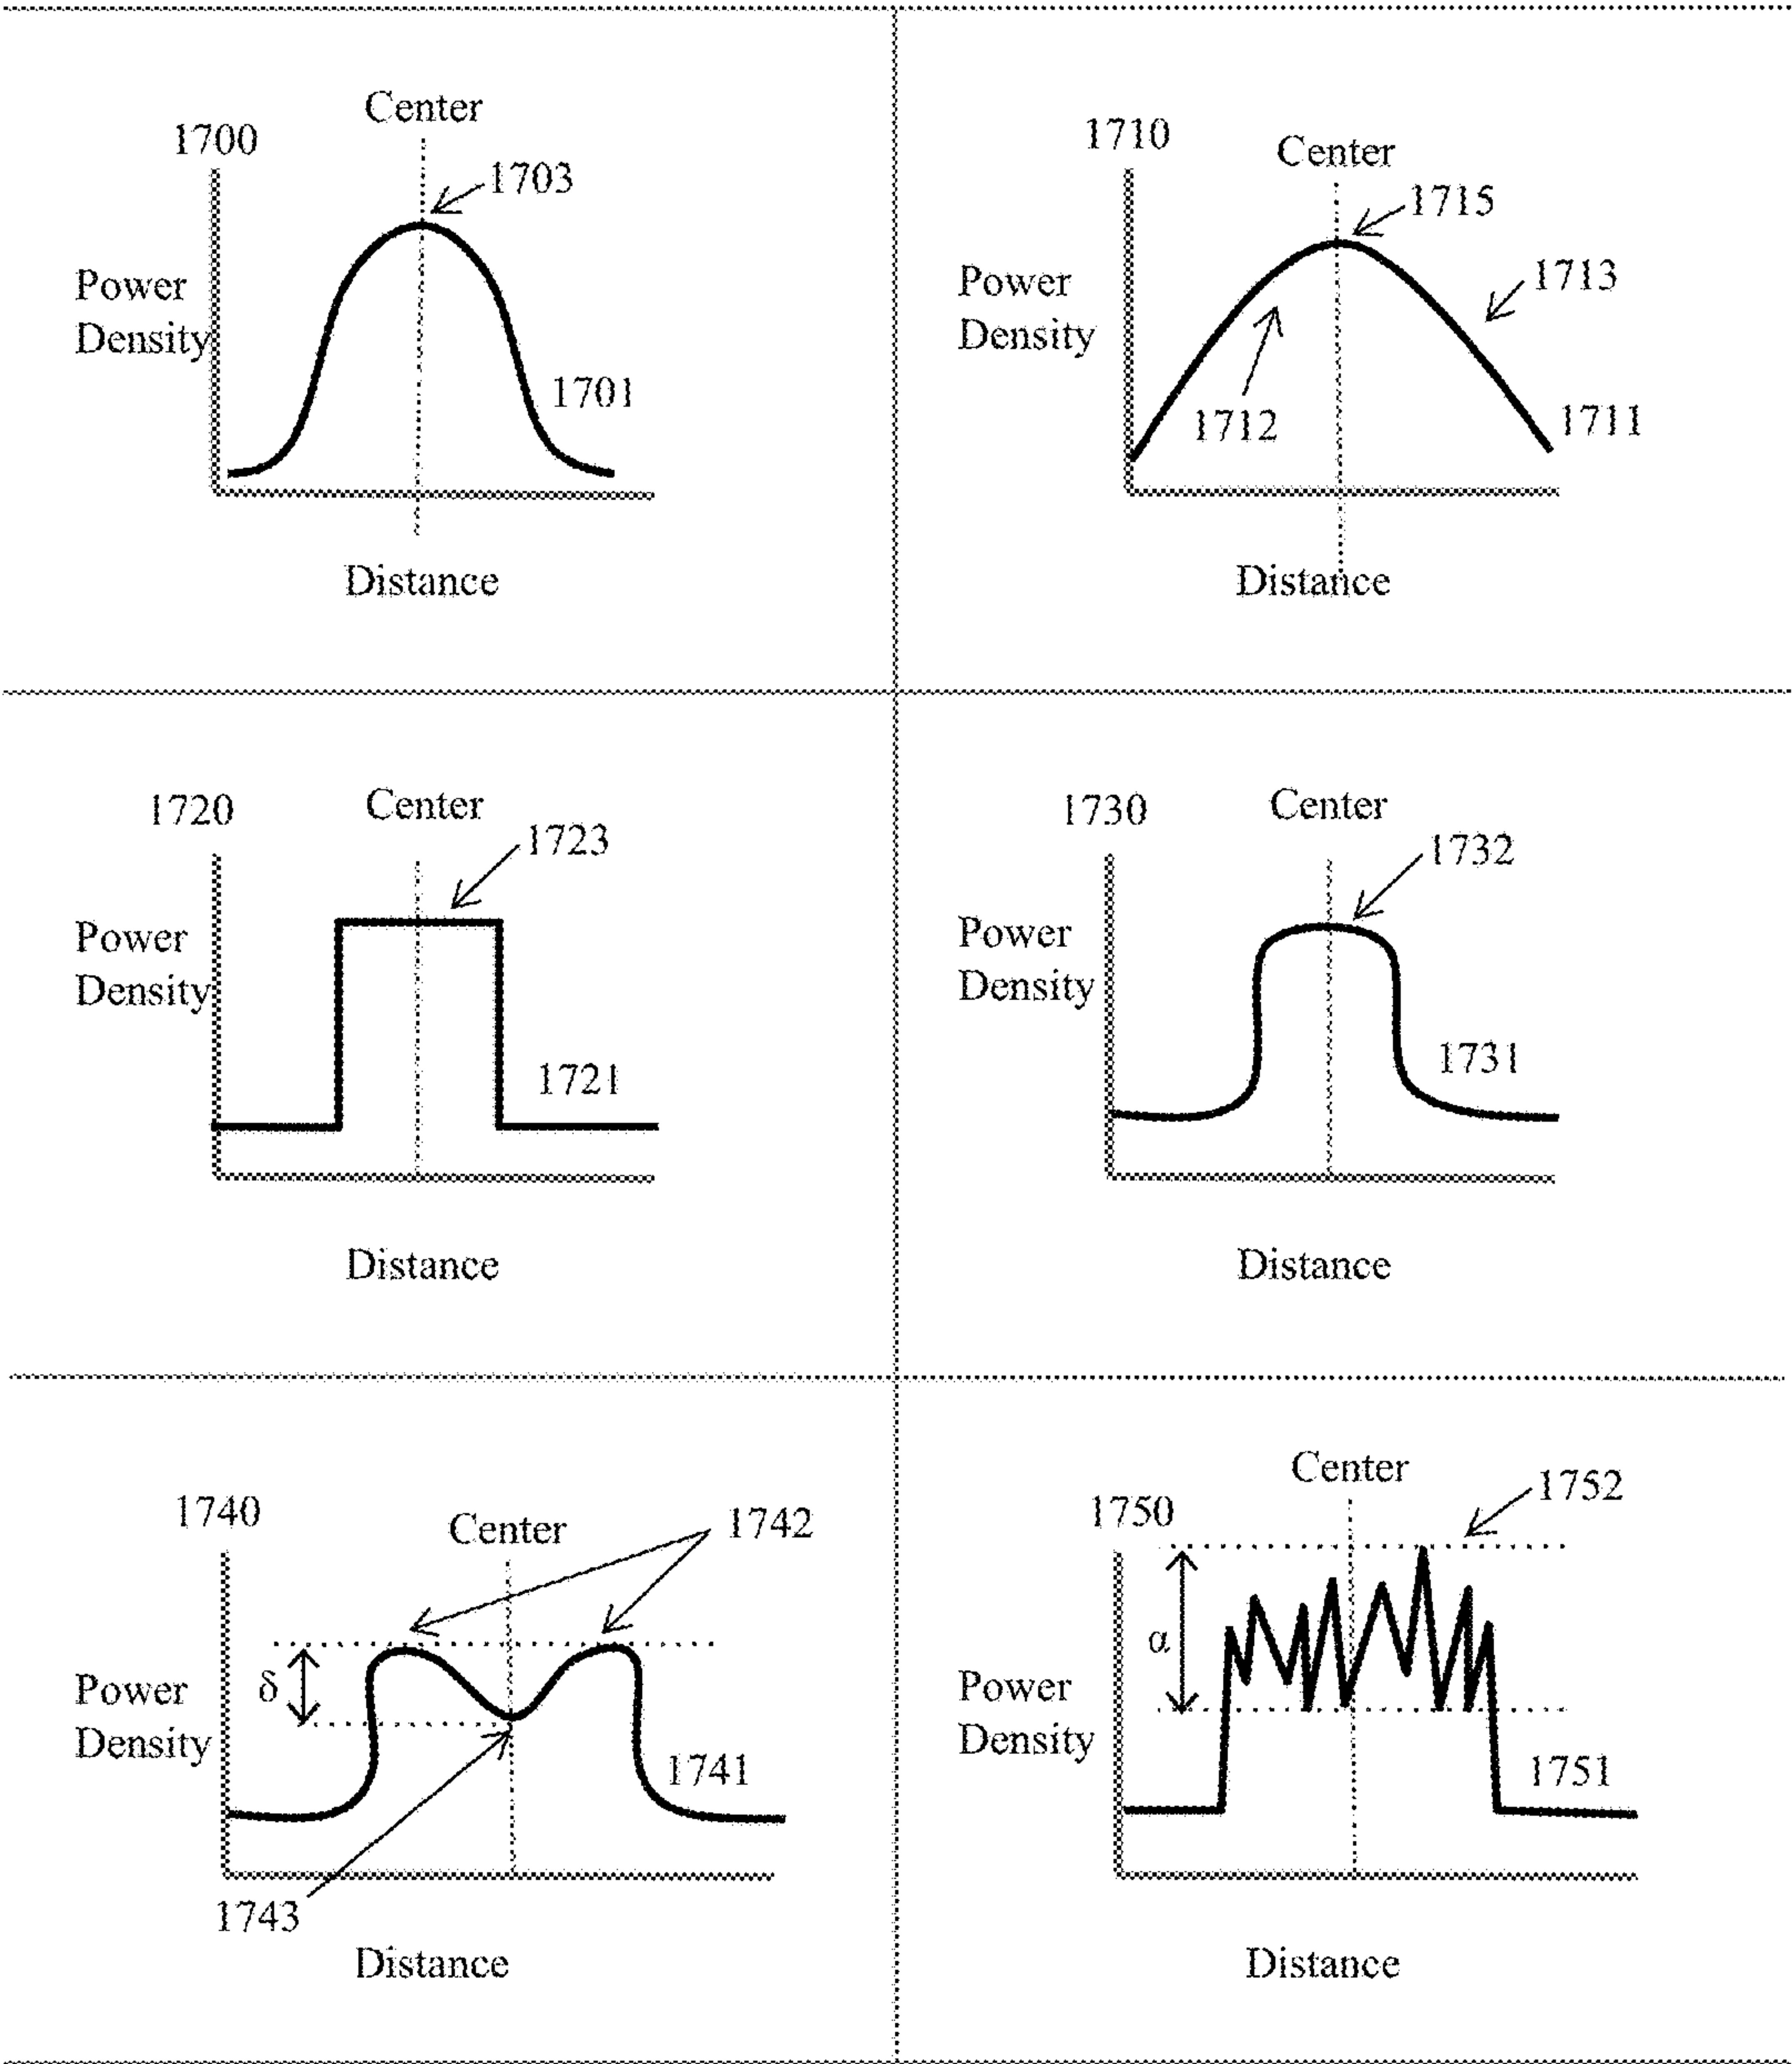 Center
1700
1703
Power
Density
1701
Distance
1710
Center
1715
1713
Power
Density
1712
1711
Distance
1720
Center
1723
Power
Density
1721
Distance
1730
Center
1732
Power
Density
1731
Distance
1740
Center
1742
δ
Power
Density
1741
1743
Distance
Center
1752
1750
α
Power
Density
1751
Distance